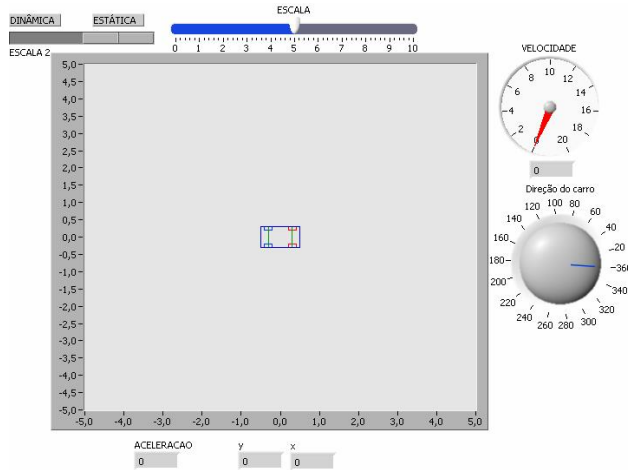 DINÂMICA ESTÁTICA
ESCALA 2
ESCALA
0 1 2 3 4 5 6 7 8 9 10
5,0
4,5
4,0
3,5
3,0
2,5
2,0
1,5
1,0
0,5
0,0
-0,5
-1,0
-1,5
-2,0
-2,5
-3,0
-3,5
-4,0
-4,5
-5,0
-5,0 -4,0 -3,0 -2,0 -1,0 0,0 1,0 2,0 3,0 4,0 5,0
VELOCIDADE
0 2 4 6 8 10 12 14 16 18 20
0
Direção do carro
20 40 60 80 100 120 140 160 180 200 220 240 260 280 300 320 340 360
ACELERACAO y x
0 0 0